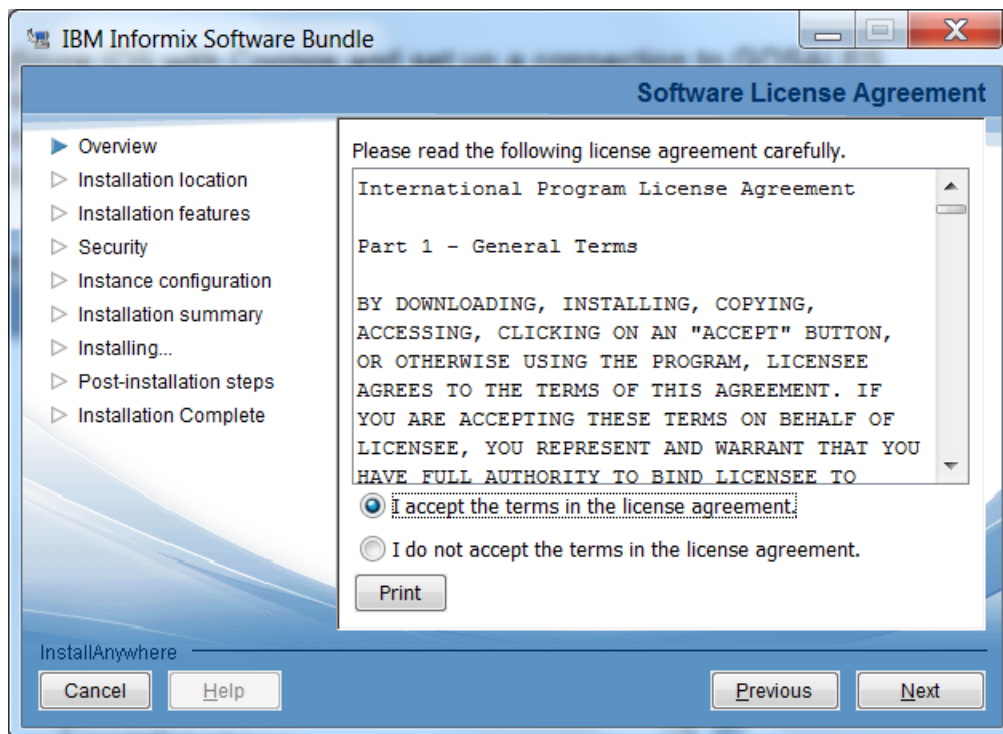 IBM Informix Software Bundle
Software License Agreement
Overview
Installation location
Installation features
Security
Instance configuration
Installation summary
Installing...
Post-installation steps
Installation Complete
Please read the following license agreement carefully.
International Program License Agreement
Part 1 - General Terms
BY DOWNLOADING, INSTALLING, COPYING,
ACCESSING, CLICKING ON AN "ACCEPT" BUTTON,
OR OTHERWISE USING THE PROGRAM, LICENSEE
AGREES TO THE TERMS OF THIS AGREEMENT. IF
YOU ARE ACCEPTING THESE TERMS ON BEHALF OF
LICENSEE, YOU REPRESENT AND WARRANT THAT YOU
HAVE FULL AUTHORITY TO BIND LICENSEE TO
I accept the terms in the license agreement.
I do not accept the terms in the license agreement.
Print
InstallAnywhere
Cancel
Help
Previous
Next